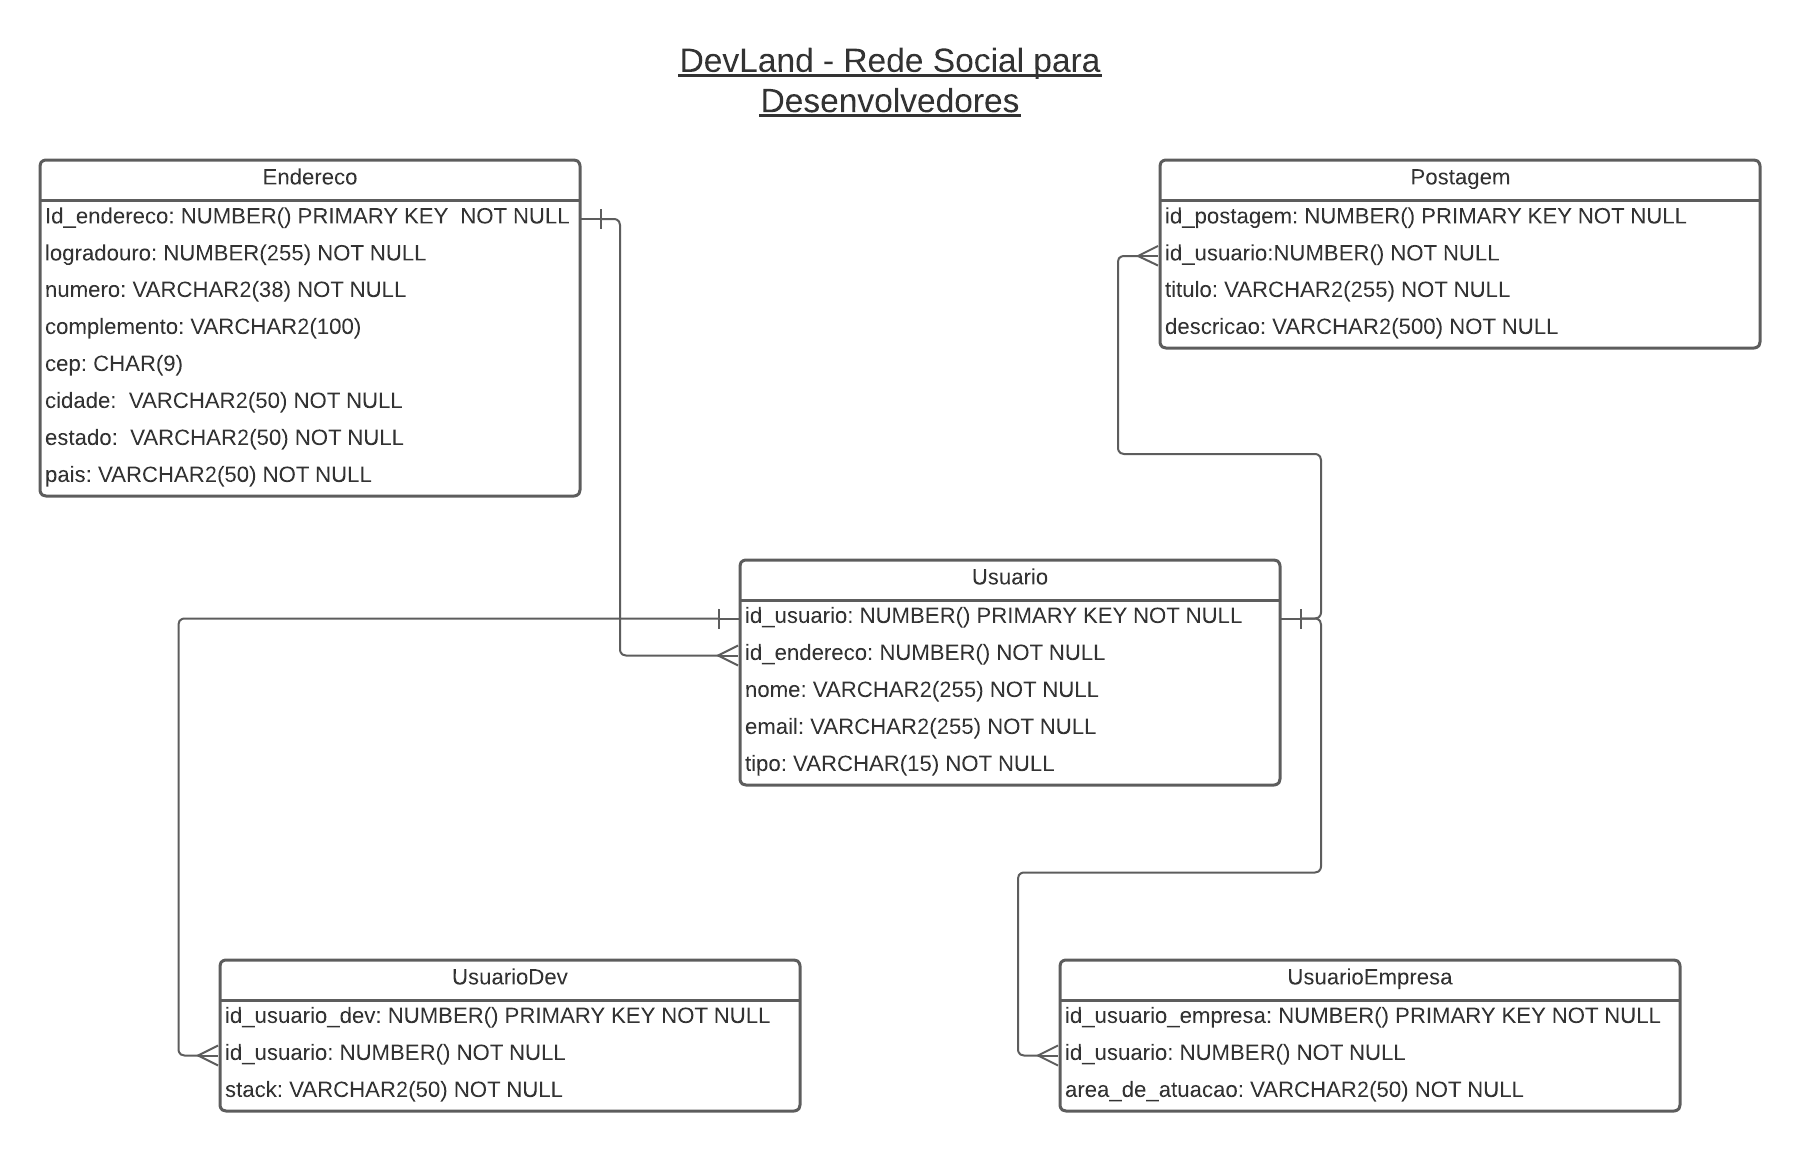 DevLand - Rede Social para
Desenvolvedores
Endereco
Id_endereco: NUMBER() PRIMARY KEY  NOT NULL
logradouro: NUMBER(255) NOT NULL
numero: VARCHAR2(38) NOT NULL
complemento: VARCHAR2(100)
cep: CHAR(9)
cidade:  VARCHAR2(50) NOT NULL
estado:  VARCHAR2(50) NOT NULL
pais: VARCHAR2(50) NOT NULL
Postagem
id_postagem: NUMBER() PRIMARY KEY NOT NULL
id_usuario:NUMBER() NOT NULL
titulo: VARCHAR2(255) NOT NULL
descricao: VARCHAR2(500) NOT NULL
Usuario
id_usuario: NUMBER() PRIMARY KEY NOT NULL
id_endereco: NUMBER() NOT NULL
nome: VARCHAR2(255) NOT NULL
email: VARCHAR2(255) NOT NULL
tipo: VARCHAR(15) NOT NULL
UsuarioDev
id_usuario_dev: NUMBER() PRIMARY KEY NOT NULL
id_usuario: NUMBER() NOT NULL
stack: VARCHAR2(50) NOT NULL
UsuarioEmpresa
id_usuario_empresa: NUMBER() PRIMARY KEY NOT NULL
id_usuario: NUMBER() NOT NULL
area_de_atuacao: VARCHAR2(50) NOT NULL